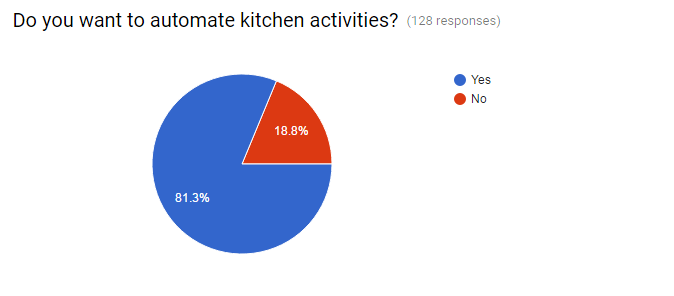 Do you want to automate kitchen activities? (128 responses)
Yes
No
18.8%
81.3%